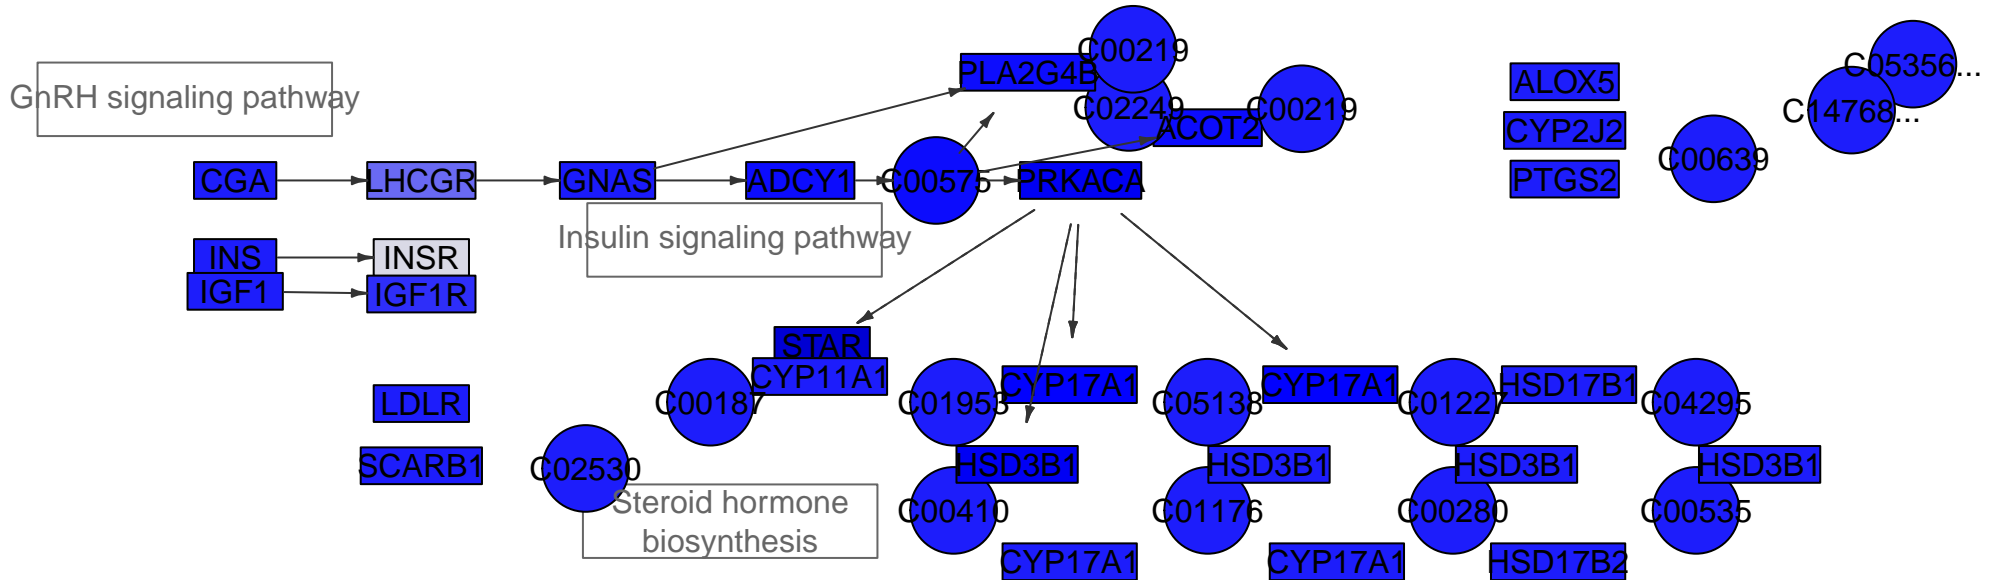 C00219
C05356...
PLA2G4B
ALOX5
GnRH signaling pathway
C02249
C00219
C14768...
ACOT2
CYP2J2
C00639
CGA
LHCGR
GNAS
ADCY1
C00575
PRKACA
PTGS2
Insulin signaling pathway
INS
INSR
IGF1
IGF1R
STAR
CYP11A1
CYP17A1
CYP17A1
HSD17B1
LDLR
C00187
C01953
C05138
C01227
C04295
SCARB1
C02530
HSD3B1
HSD3B1
HSD3B1
HSD3B1
Steroid hormone
biosynthesis
C00410
C01176
C00280
C00535
CYP17A1
CYP17A1
HSD17B2